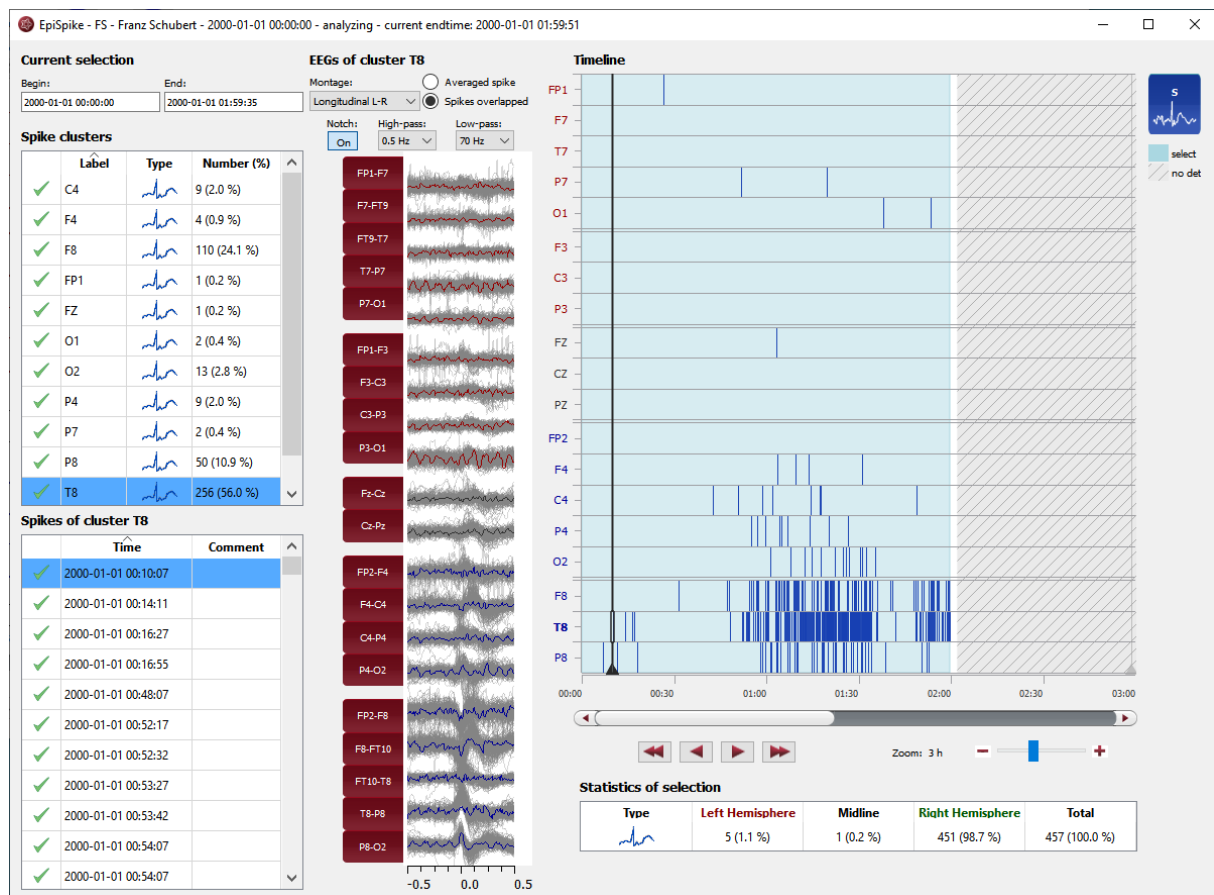 EpiSpike - FS - Franz Schubert - 2000-01-01 00:00:00 - analyzing - current endtime: 2000-01-01 01:59:51
Current selection
Begin: End:
2000-01-01 00:00:00 2000-01-01 01:59:35
Spike clusters
Label Type Number (%)
C4 9 (2.0 %)
F4 4 (0.9 %)
F8 110 (24.1 %)
FP1 1 (0.2 %)
FZ 1 (0.2 %)
O1 2 (0.4 %)
O2 13 (2.8 %)
P4 9 (2.0 %)
P7 2 (0.4 %)
P8 50 (10.9 %)
T8 256 (56.0 %)
Spikes of cluster T8
Time Comment
2000-01-01 00:10:07
2000-01-01 00:14:11
2000-01-01 00:16:27
2000-01-01 00:16:55
2000-01-01 00:48:07
2000-01-01 00:52:17
2000-01-01 00:52:32
2000-01-01 00:53:27
2000-01-01 00:53:42
2000-01-01 00:54:07
2000-01-01 00:54:07
EEGs of cluster T8
Montage: Averaged spike
Longitudinal L-R Spikes overlapped
Notch: High-pass: Low-pass:
On 0.5 Hz 70 Hz
FP1-F7
F7-FT9
FT9-T7
T7-P7
P7-O1
FP1-F3
F3-C3
C3-P3
P3-O1
Fz-Cz
Cz-Pz
FP2-F4
F4-C4
C4-P4
P4-O2
FP2-F8
F8-FT10
FT10-T8
T8-P8
P8-O2
-0.5 0.0 0.5
Timeline
FP1
F7
T7
P7
O1
F3
C3
P3
FZ
CZ
PZ
FP2
F4
C4
P4
O2
F8
T8
P8
00:00 00:30 01:00 01:30 02:00 02:30 03:00
S
select
no det
Zoom: 3 h
Statistics of selection
Type Left Hemisphere Midline Right Hemisphere Total
5 (1.1 %) 1 (0.2 %) 451 (98.7 %) 457 (100.0 %)